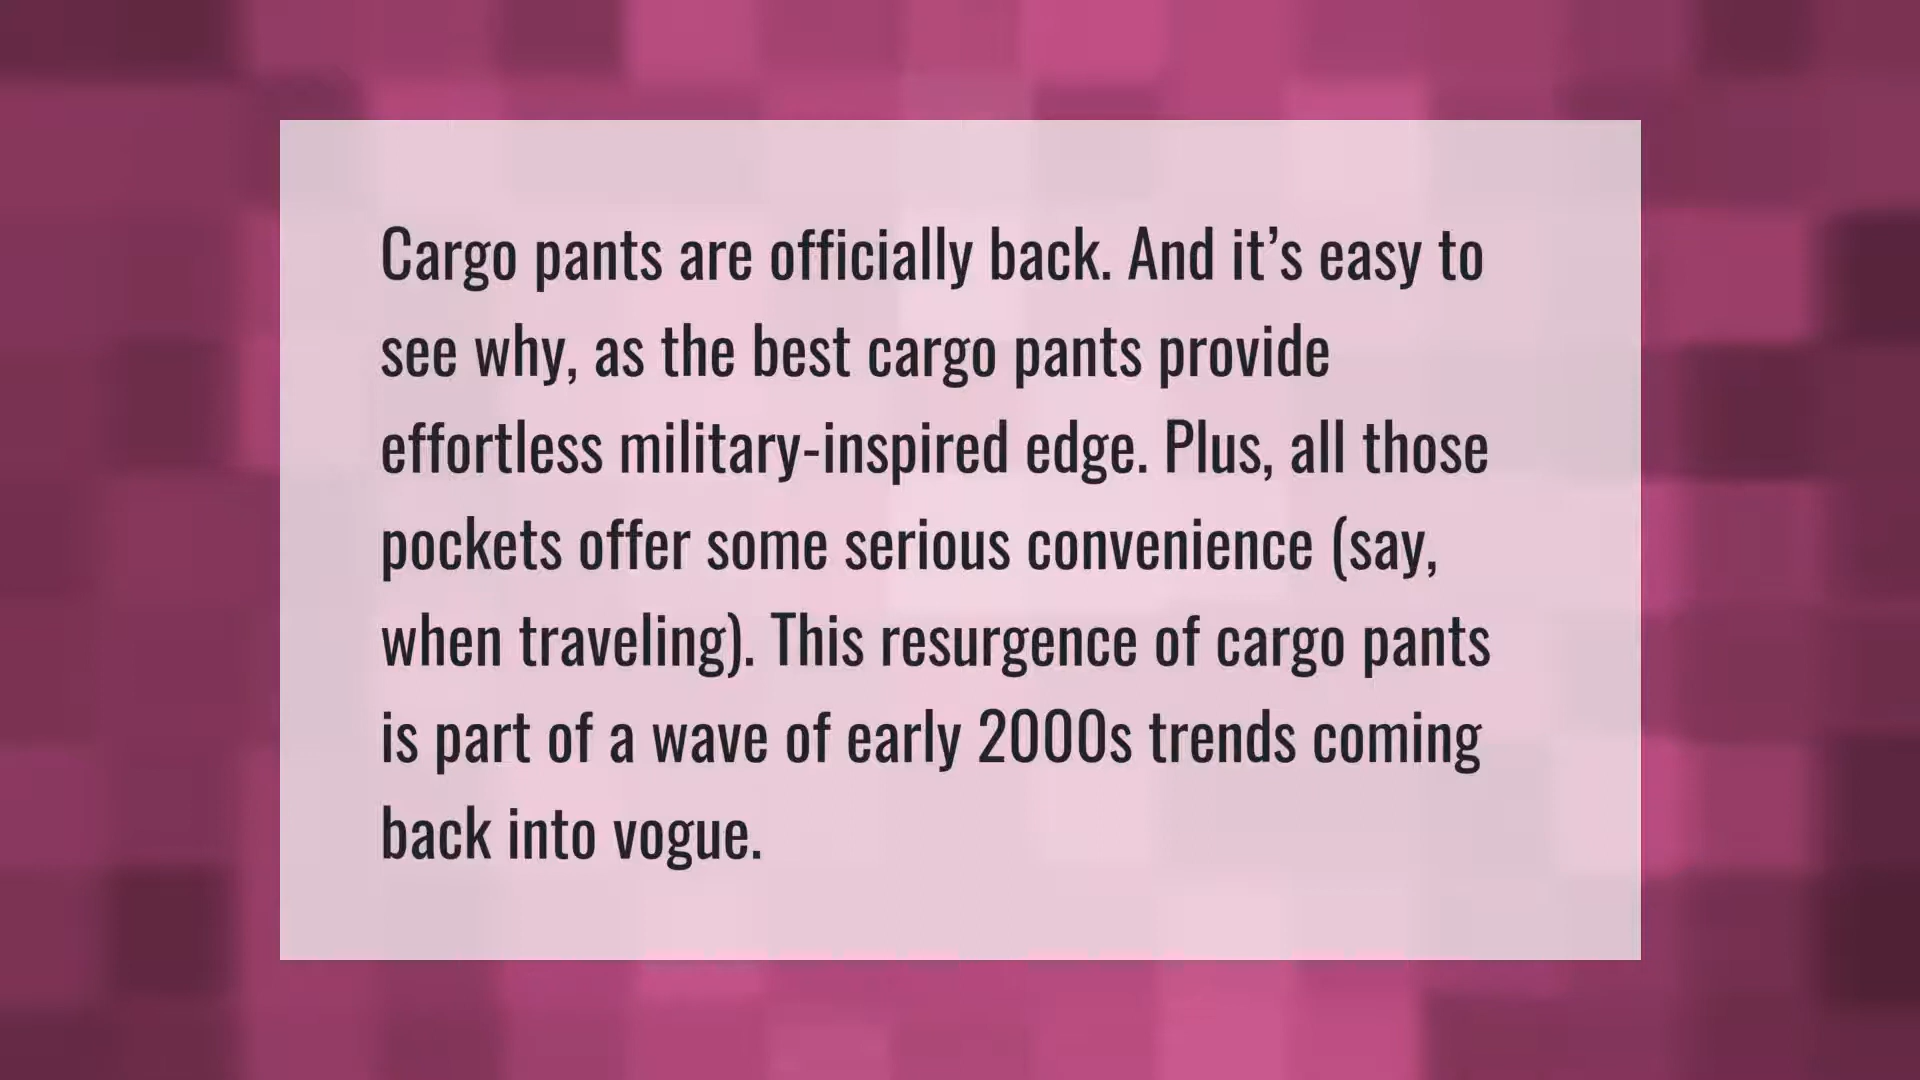 Cargo pants are officially back. And it’s easy to
see why, as the best cargo pants provide
effortless military-inspired edge. Plus, all those
pockets offer some serious convenience (say,
when traveling). This resurgence of cargo pants
is part of a wave of early 2000s trends coming
back into vogue.